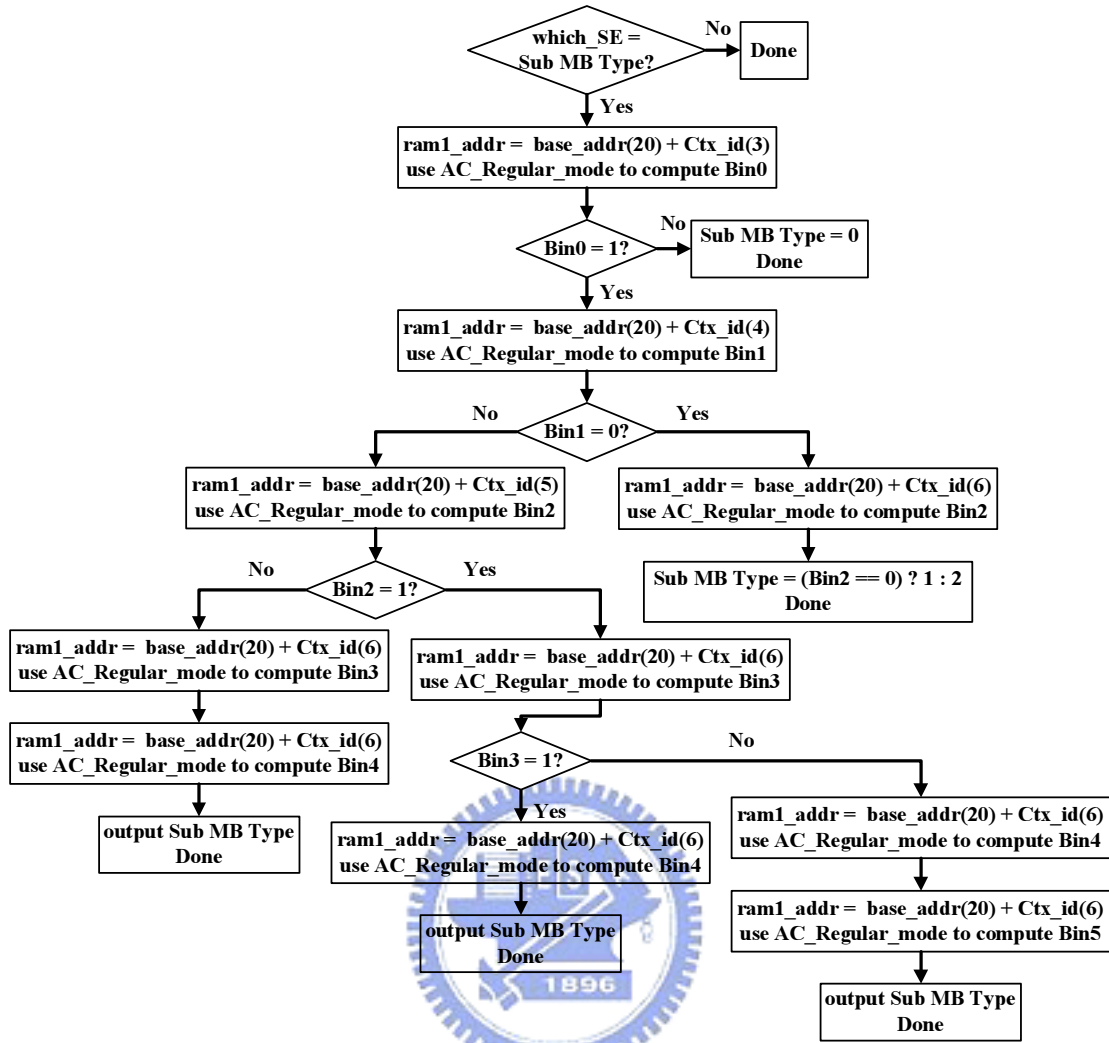 which_SE =
Sub MB Type?
No
Done
Yes
ram1_addr = base_addr(20) + Ctx_id(3)
use AC_Regular_mode to compute Bin0
Bin0 = 1?
No
Sub MB Type = 0
Done
Yes
ram1_addr = base_addr(20) + Ctx_id(4)
use AC_Regular_mode to compute Bin1
No
Bin1 = 0?
Yes
ram1_addr = base_addr(20) + Ctx_id(5)
use AC_Regular_mode to compute Bin2
ram1_addr = base_addr(20) + Ctx_id(6)
use AC_Regular_mode to compute Bin2
Sub MB Type = (Bin2 == 0) ? 1 : 2
Done
No
Bin2 = 1?
Yes
ram1_addr = base_addr(20) + Ctx_id(6)
use AC_Regular_mode to compute Bin3
ram1_addr = base_addr(20) + Ctx_id(6)
use AC_Regular_mode to compute Bin4
output Sub MB Type
Done
ram1_addr = base_addr(20) + Ctx_id(6)
use AC_Regular_mode to compute Bin3
Bin3 = 1?
No
Yes
ram1_addr = base_addr(20) + Ctx_id(6)
use AC_Regular_mode to compute Bin4
output Sub MB Type
Done
ram1_addr = base_addr(20) + Ctx_id(6)
use AC_Regular_mode to compute Bin4
ram1_addr = base_addr(20) + Ctx_id(6)
use AC_Regular_mode to compute Bin5
output Sub MB Type
Done
1896